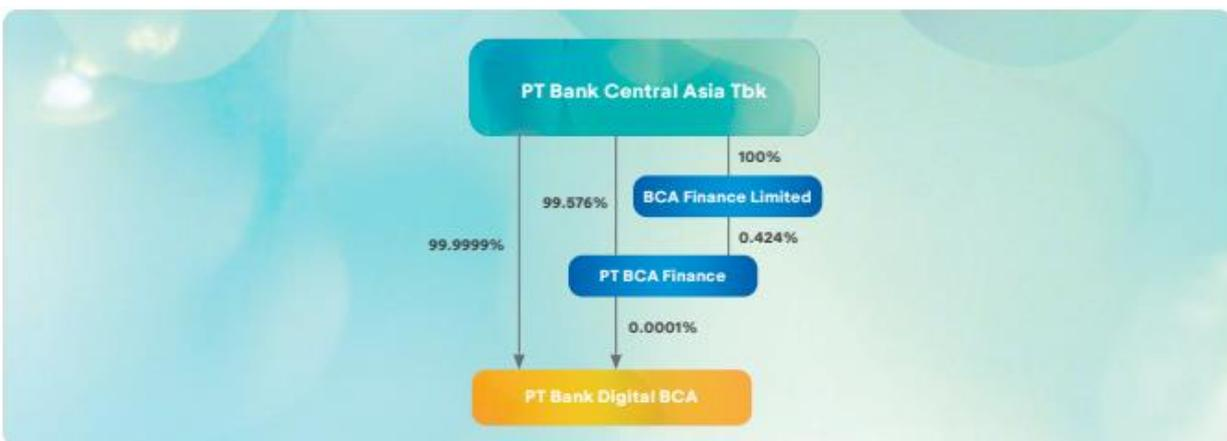 PT Bank Central Asia Tbk
100%
BCA Finance Limited
99.576%
0.424%
99.9999%
PT BCA Finance
0.0001%
PT Bank Digital BCA